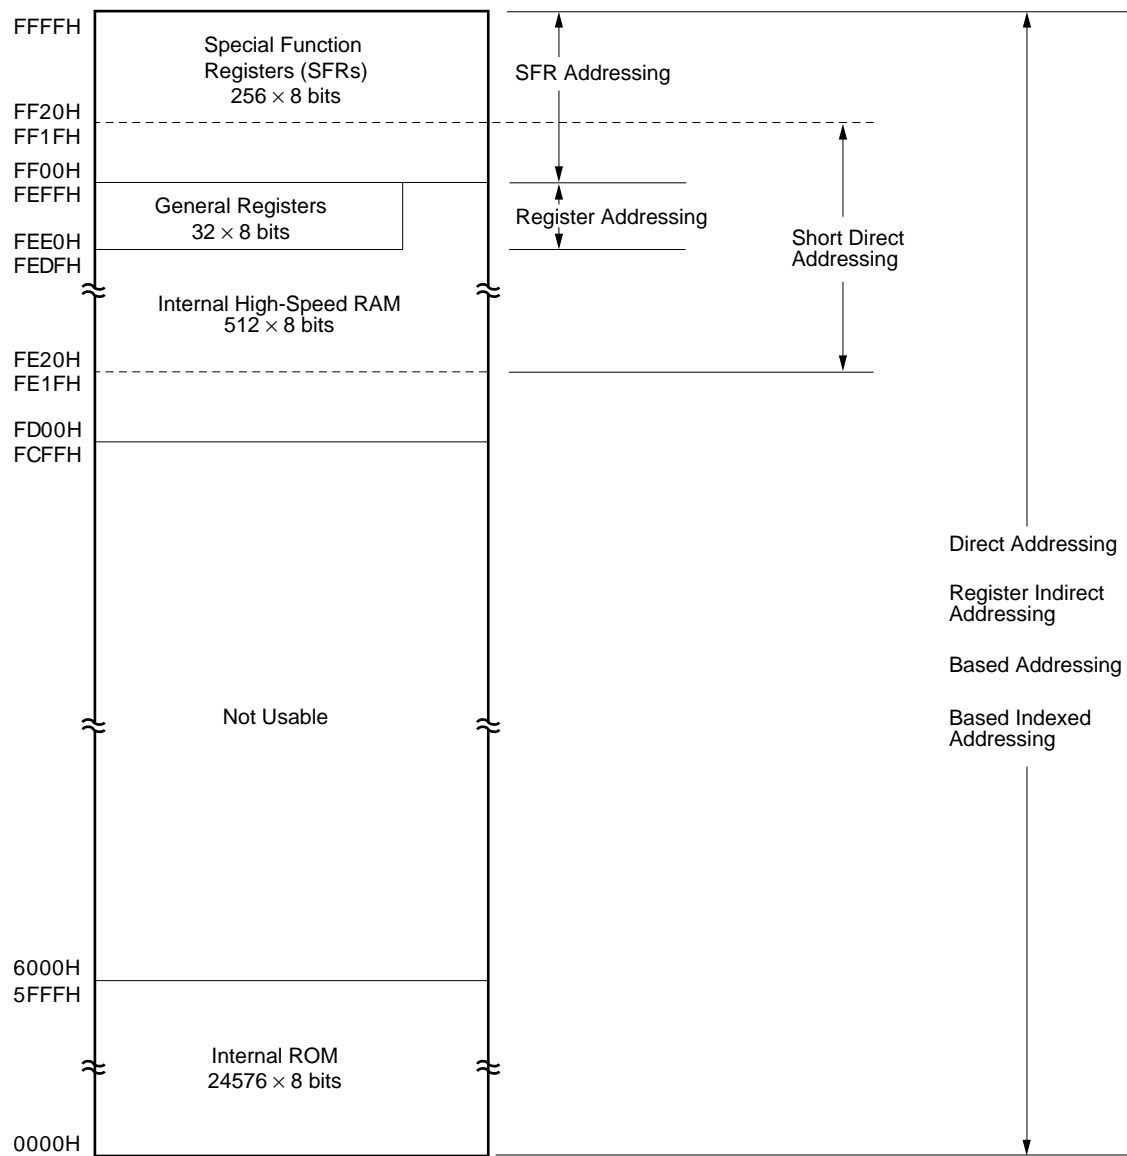 FFFFH
Special Function
Registers (SFRs)
256 × 8 bits
SFR Addressing
FF20H
FF1FH
FF00H
FEFFH
General Registers
32 × 8 bits
Register Addressing
FEE0H
FEDFH
Short Direct
Addressing
Internal High-Speed RAM
512 × 8 bits
FE20H
FE1FH
FD00H
FCFFH
Direct Addressing
Register Indirect
Addressing
Based Addressing
Based Indexed
Addressing
Not Usable
6000H
5FFFH
Internal ROM
24576 × 8 bits
0000H